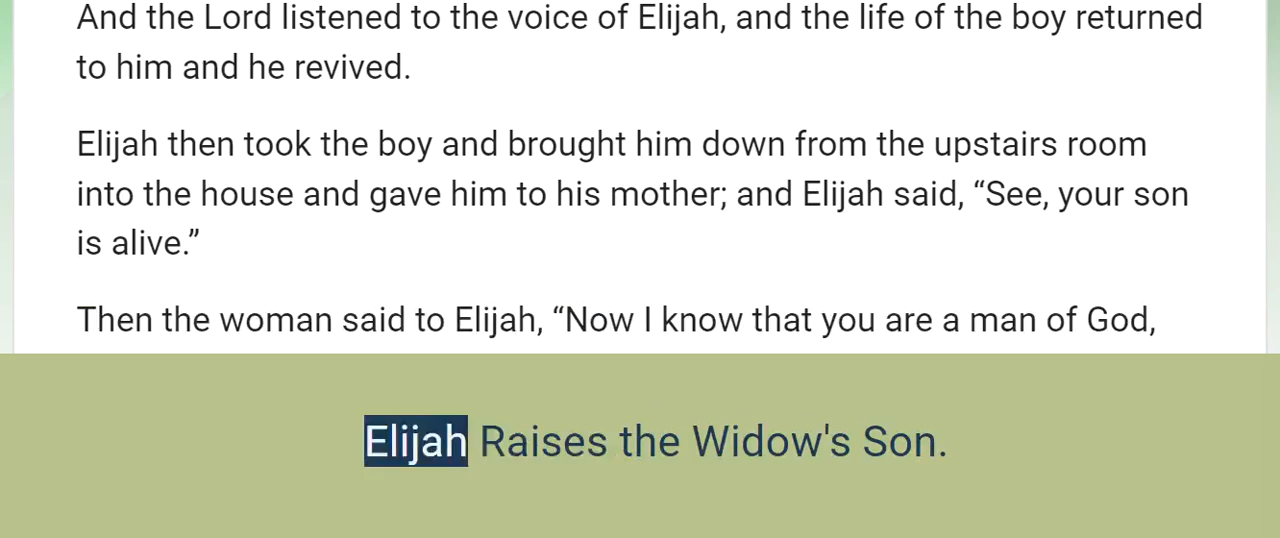 And the Lord listened to the voice of Elijah, and the life of the boy returned
to him and he revived.
Elijah then took the boy and brought him down from the upstairs room
into the house and gave him to his mother; and Elijah said, “See, your son
is alive.”
Then the woman said to Elijah, “Now I know that you are a man of God,
Elijah Raises the Widow's Son.